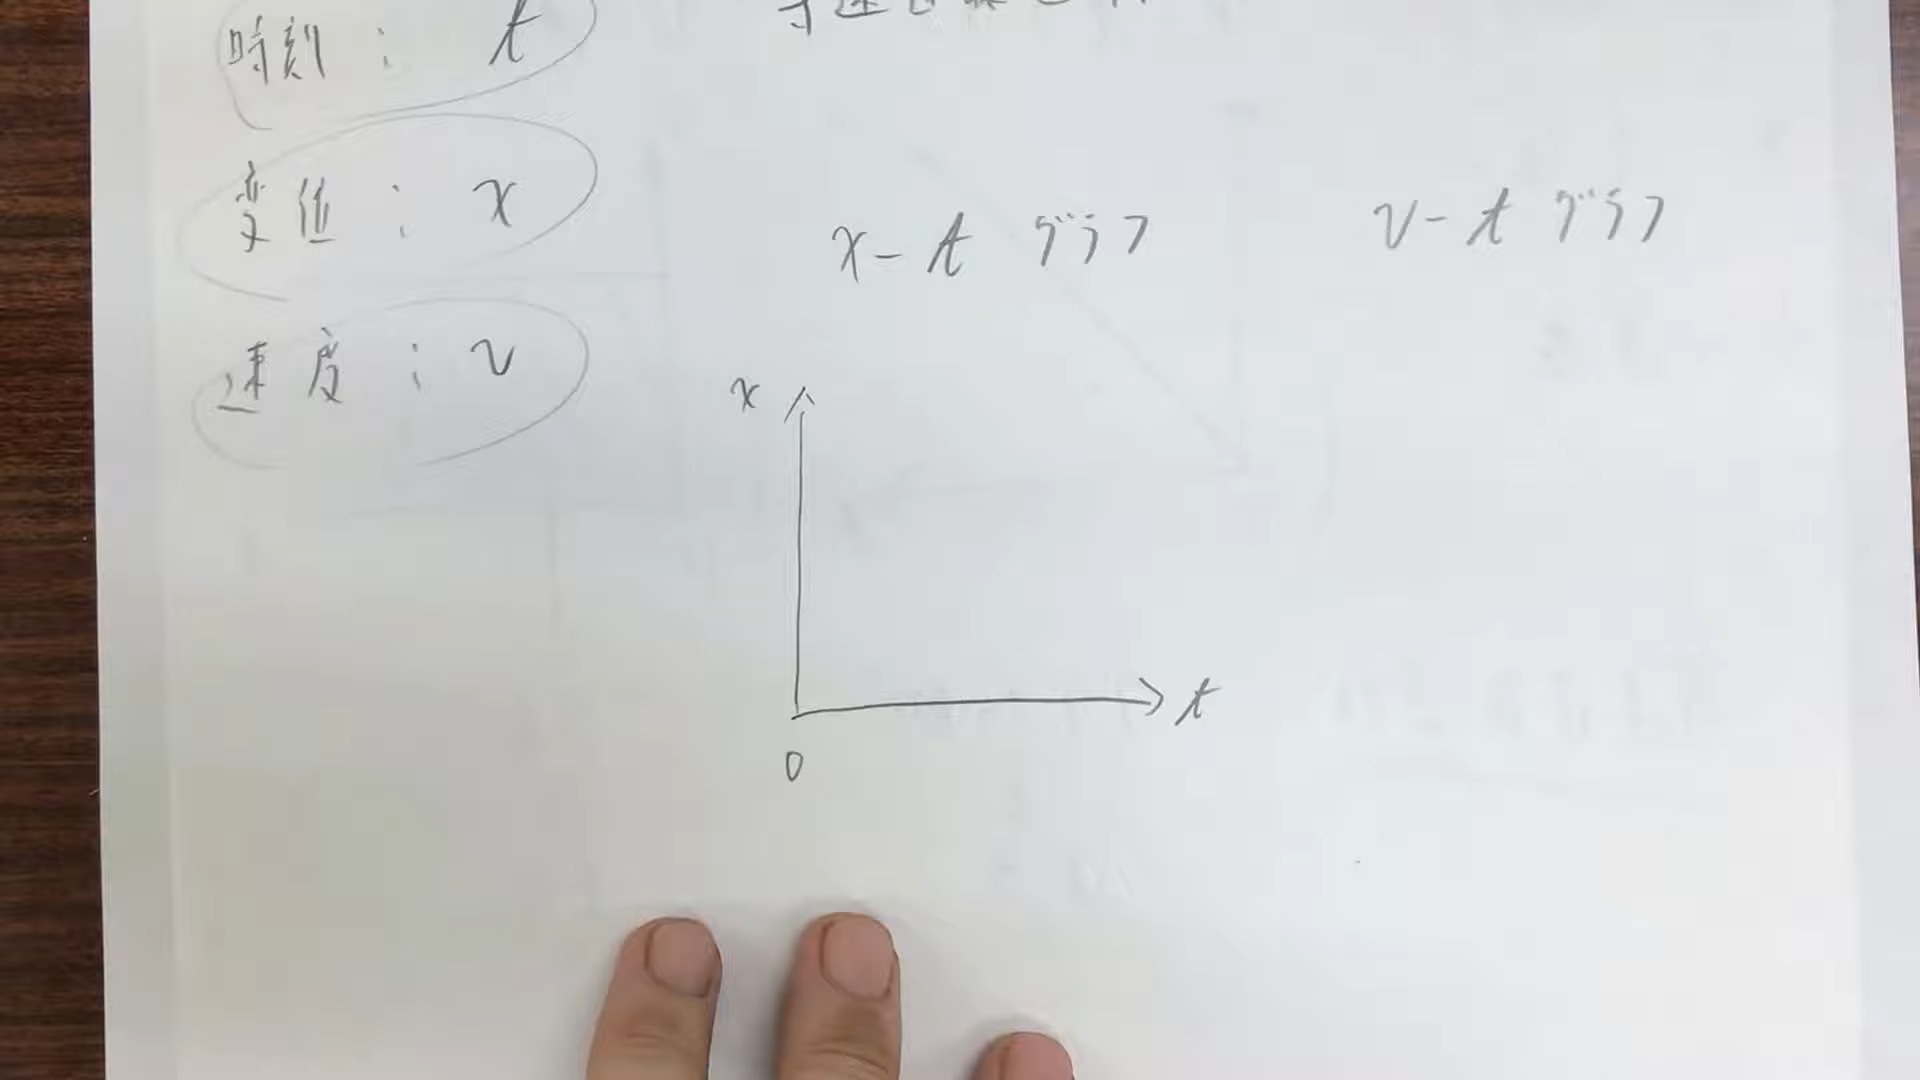 時刻 : t
変位 : x
速度 : v
x-t グラフ
v-t グラフ
x
t
0